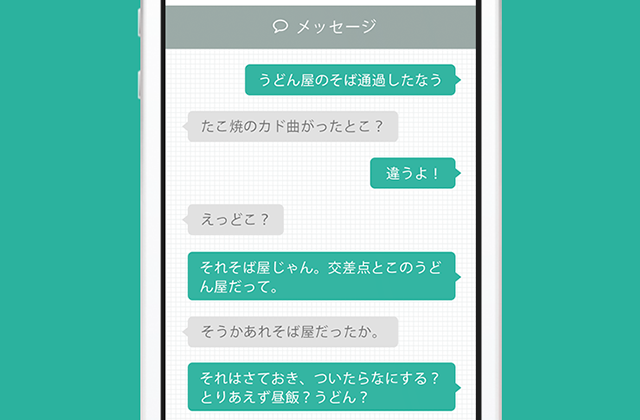 メッセージ
うどん屋のそば通過したなう
たこ焼のカド曲がったとこ？
違うよ！
えっどこ？
それそば屋じゃん。交差点とこのうど
ん屋だって。
そうかあれそば屋だったか。
それはさておき、ついたらなにする？
とりあえず昼飯？うどん？